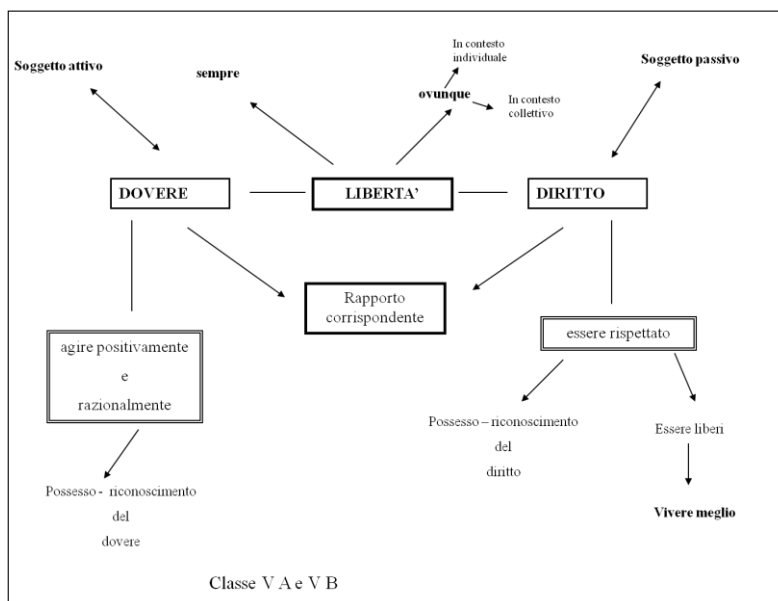 In contesto
individuale
Soggetto attivo
sempre
ovunque
Soggetto passivo
In contesto
collettivo
DOVERE
LIBERTA’
DIRITTO
Rapporto
corrispondente
agire positivamente
e
razionalmente
essere rispettato
Possesso – riconoscimento
del
diritto
Essere liberi
Possesso - riconoscimento
del
dovere
Vivere meglio
Classe V A e V B